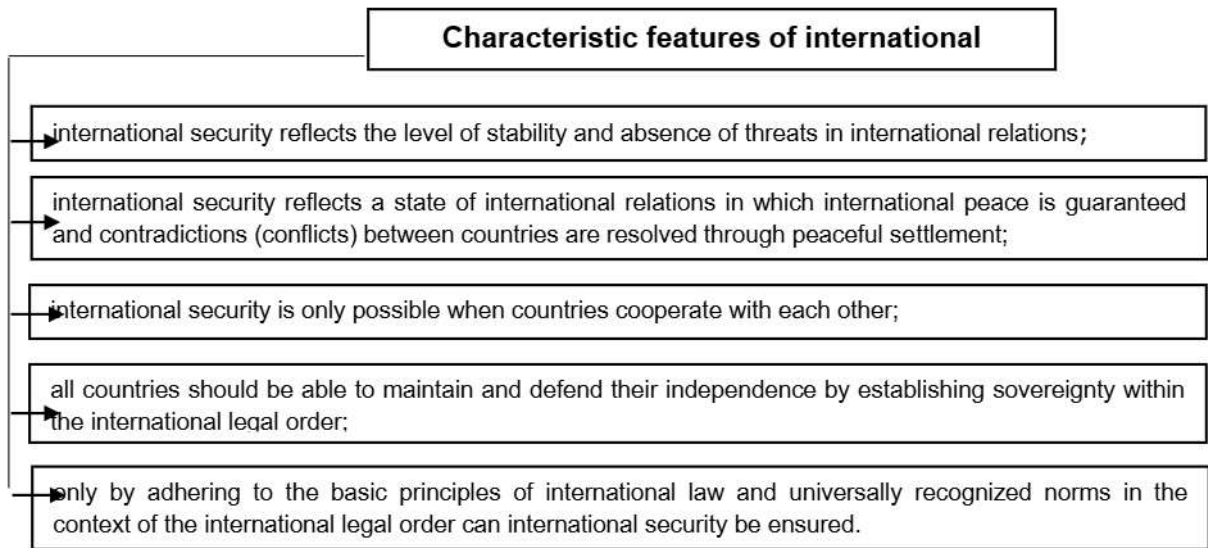 Characteristic features of international
international security reflects the level of stability and absence of threats in international relations;
international security reflects a state of international relations in which international peace is guaranteed
and contradictions (conflicts) between countries are resolved through peaceful settlement;
international security is only possible when countries cooperate with each other;
all countries should be able to maintain and defend their independence by establishing sovereignty within
the international legal order;
only by adhering to the basic principles of international law and universally recognized norms in the
context of the international legal order can international security be ensured.